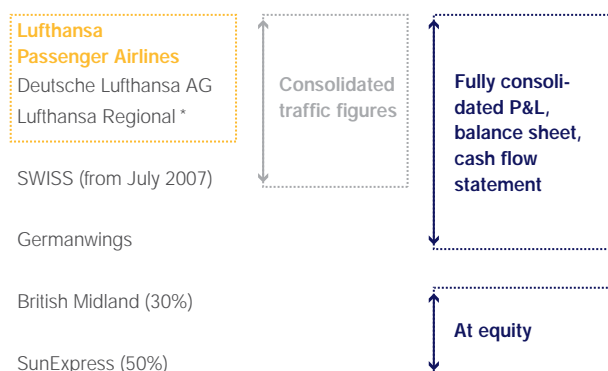 Lufthansa
Passenger Airlines
Deutsche Lufthansa AG
Lufthansa Regional *
SWISS (from July 2007)
Germanwings
British Midland (30%)
SunExpress (50%)
Consolidated
traffic figures
Fully consoli-
dated P&L,
balance sheet,
cash flow
statement
At equity